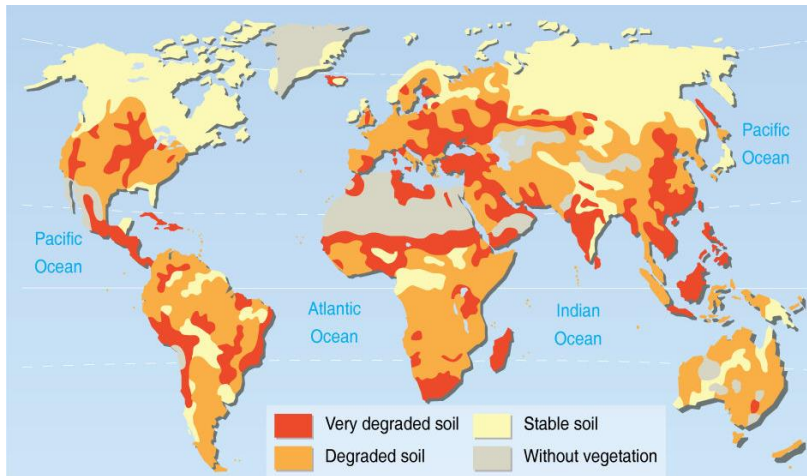 Pacific
Ocean
Pacific
Ocean
Atlantic
Ocean
Indian
Ocean
Very degraded soil
Stable soil
Degraded soil
Without vegetation